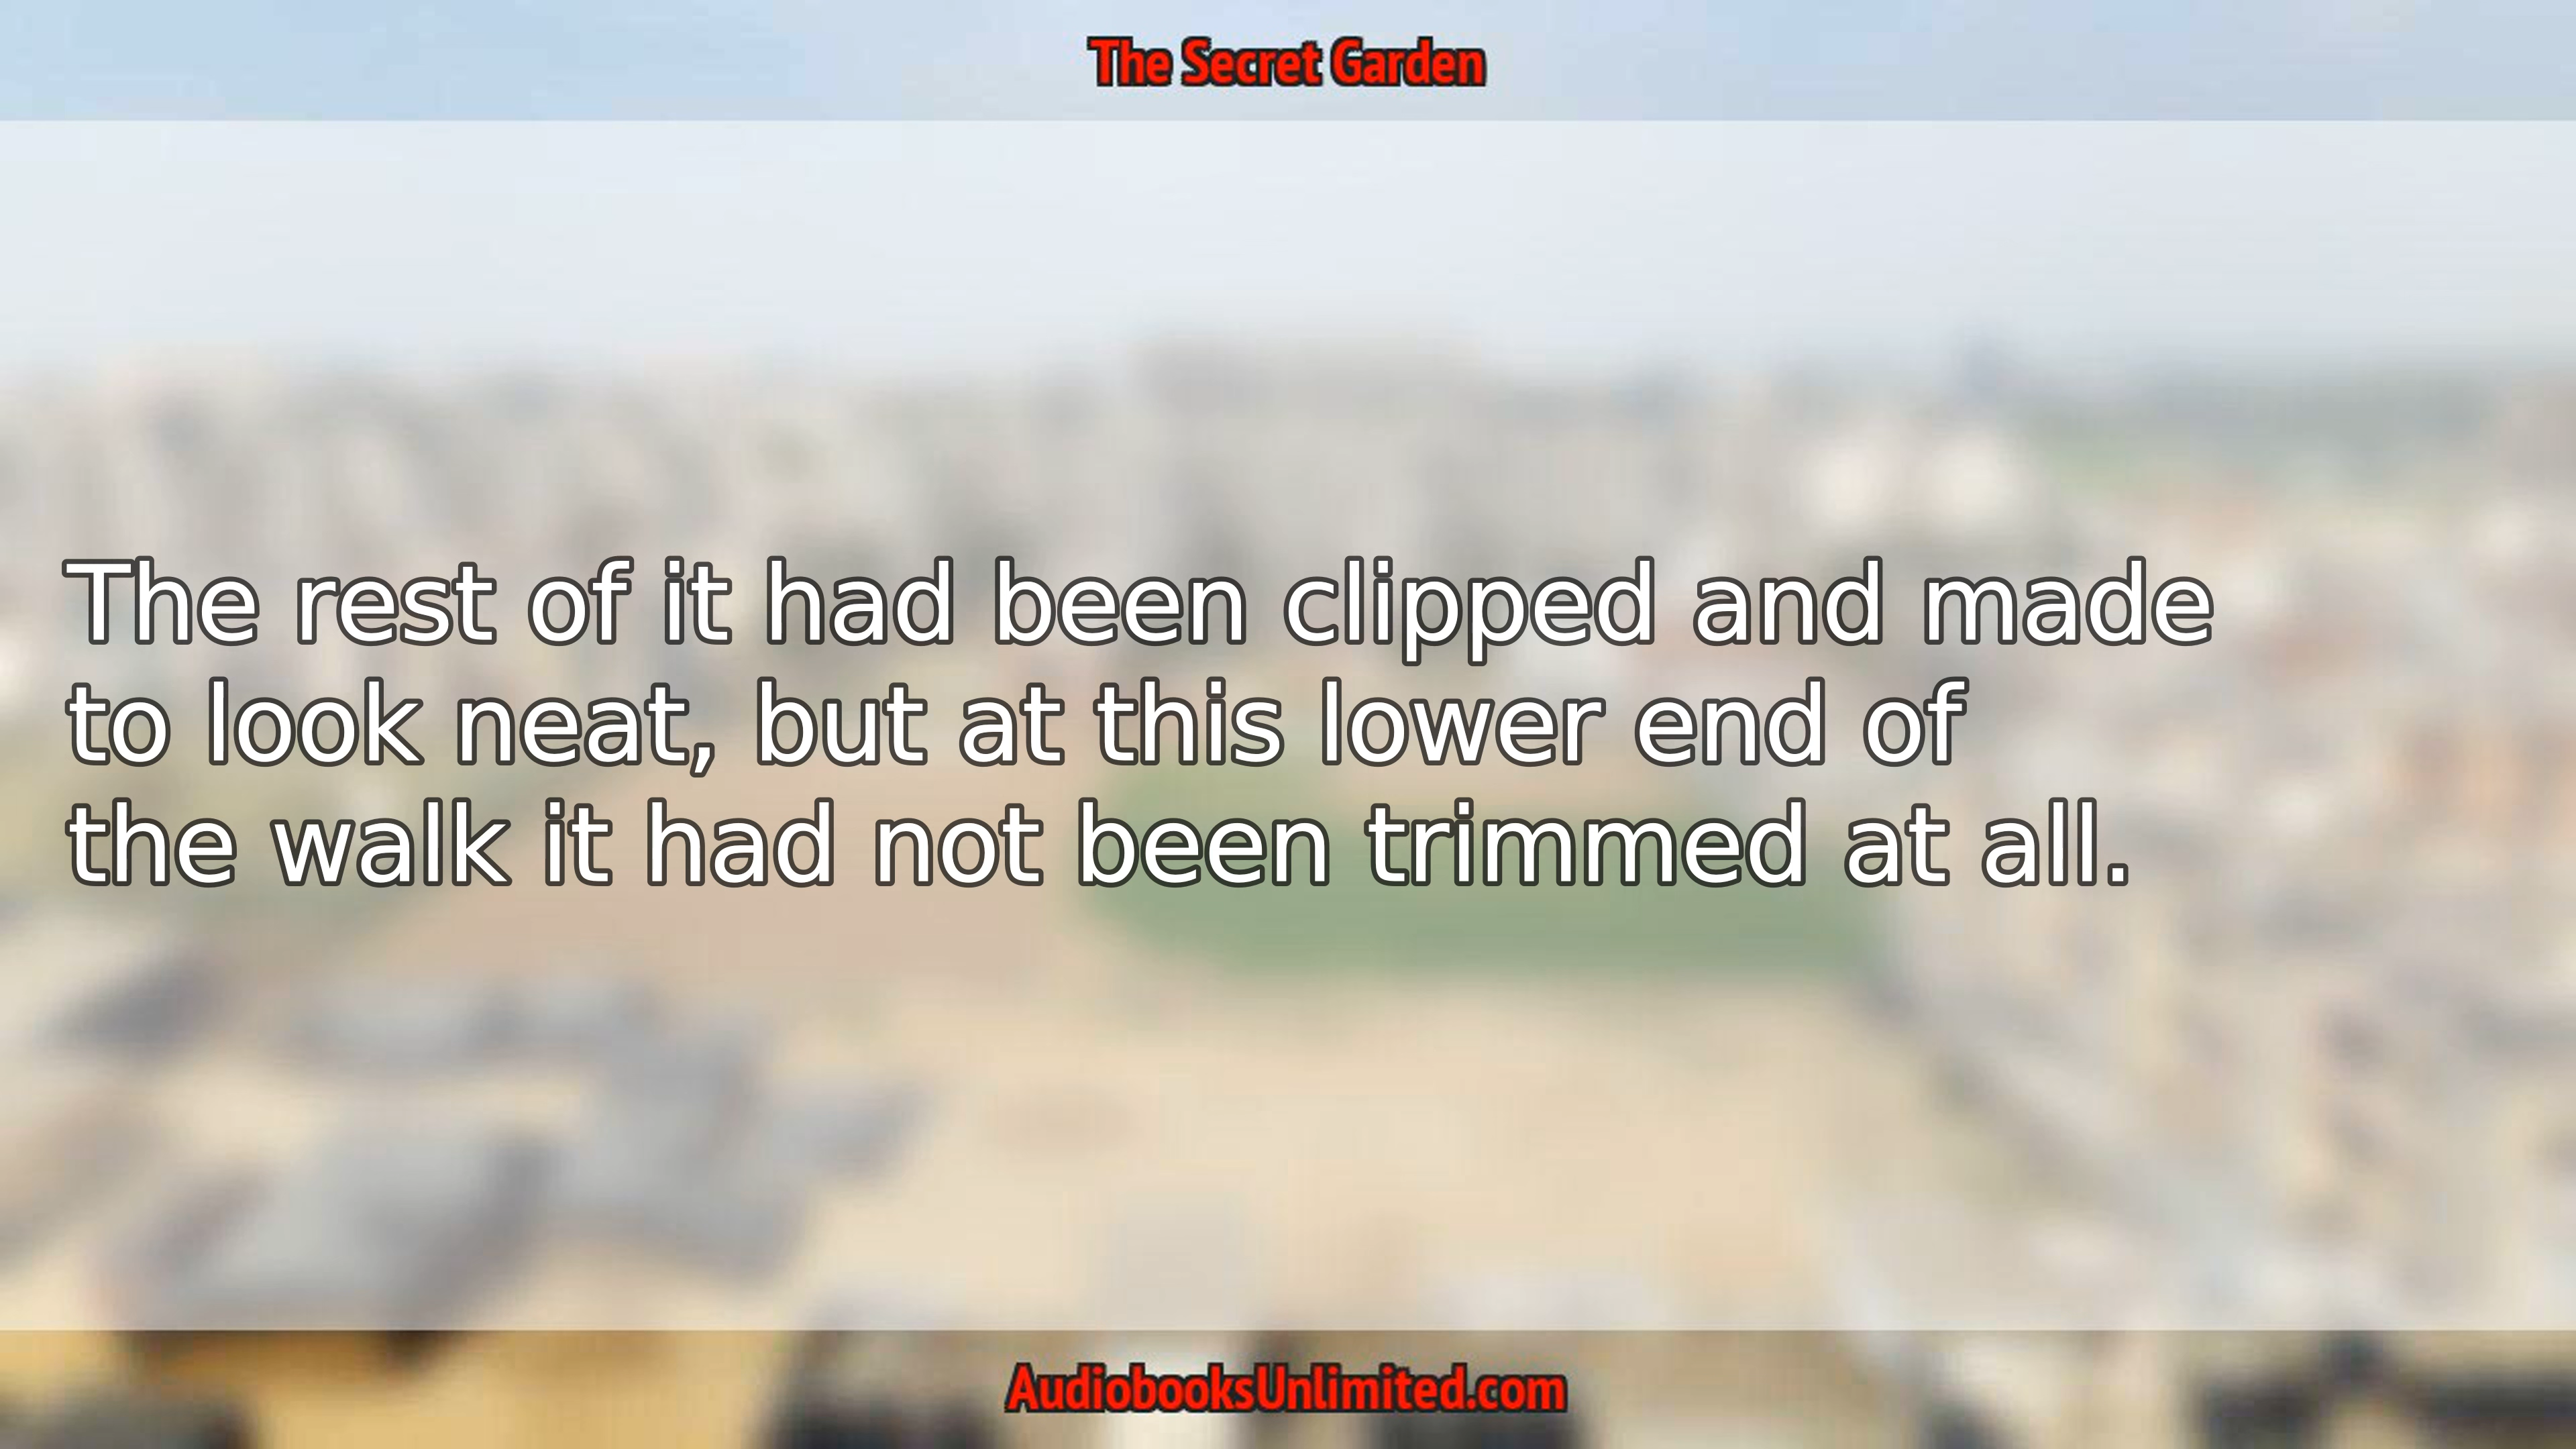 The Secret Garden
The rest of it had been clipped and made
to look neat, but at this lower end of
the walk it had not been trimmed at all.
AudiobooksUnlimited.com